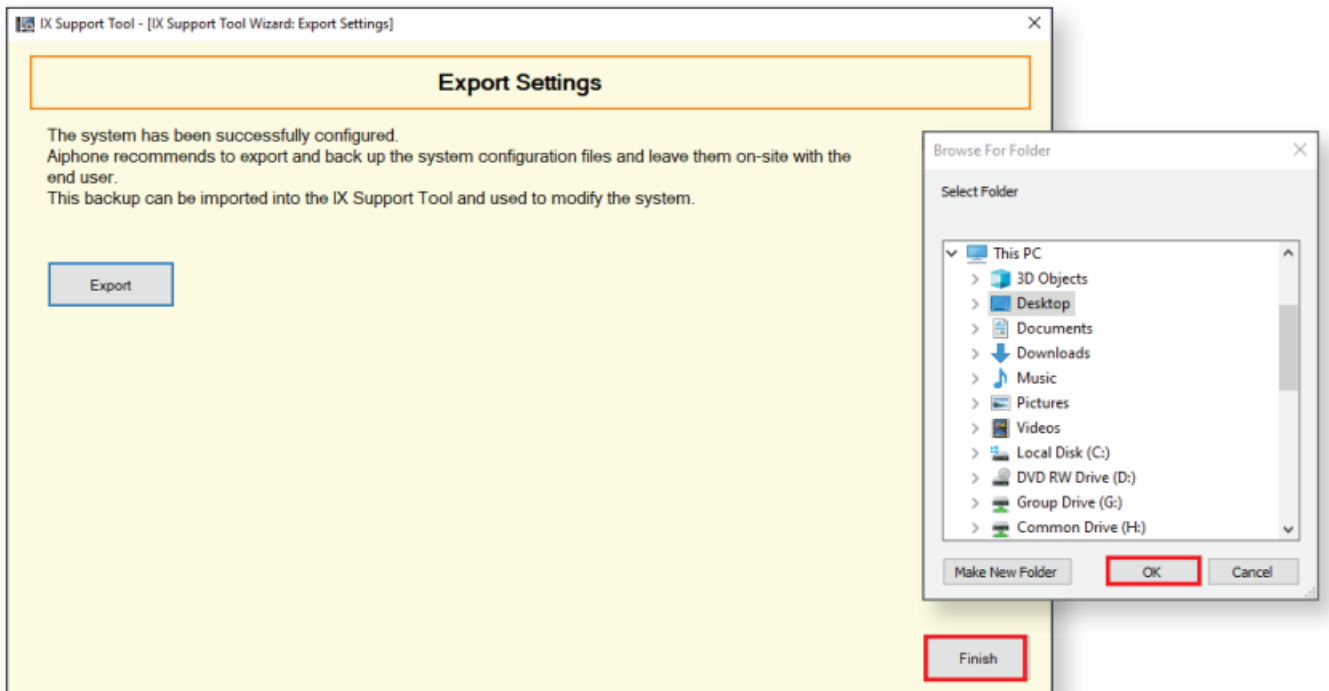 IX Support Tool - [IX Support Tool Wizard: Export Settings]
Export Settings
The system has been successfully configured.
Aiphone recommends to export and back up the system configuration files and leave them on-site with the
end user.
This backup can be imported into the IX Support Tool and used to modify the system.
Export
Browse For Folder
Select Folder
This PC
3D Objects
Desktop
Documents
Downloads
Music
Pictures
Videos
Local Disk (C:)
DVD RW Drive (D:)
Group Drive (G:)
Common Drive (H:)
Make New Folder
OK
Cancel
Finish